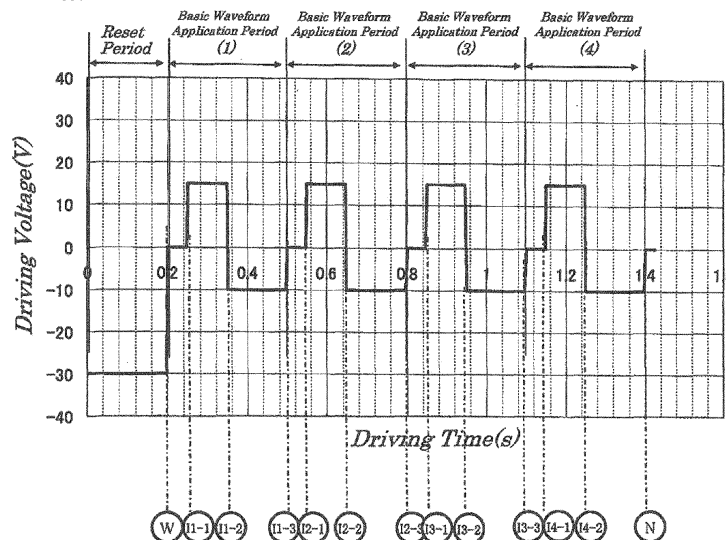 Reset Period
Basic Waveform Application Period (1)
Basic Waveform Application Period (2)
Basic Waveform Application Period (3)
Basic Waveform Application Period (4)
Driving Voltage(V)
40
30
20
10
0
-10
-20
-30
-40
0 0.2 0.4 0.6 0.8 1 1.2 1.4 1.
Driving Time(s)
W I1-1 I1-2 I1-3 I2-1 I2-2 I2-3 I3-1 I3-2 I3-3 I4-1 I4-2 N